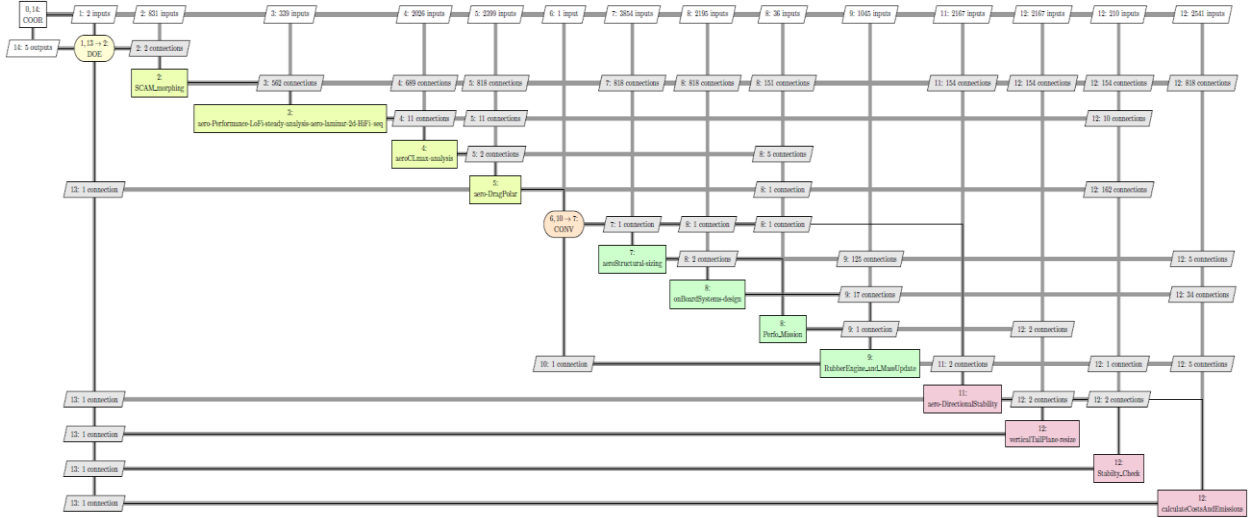 0, 14:
COOR
1: 2 inputs
2: 831 inputs
3: 339 inputs
4: 2026 inputs
5: 2399 inputs
6: 1 input
7: 3854 inputs
8: 2195 inputs
8: 36 inputs
9: 1045 inputs
11: 2167 inputs
12: 2167 inputs
12: 210 inputs
12: 2541 inputs
14: 5 outputs
1, 13 → 2:
DOE
2: 2 connections
2:
SCAM_morphing
3: 562 connections
4: 689 connections
5: 818 connections
7: 818 connections
8: 818 connections
8: 151 connections
11: 154 connections
12: 154 connections
12: 154 connections
12: 818 connections
3:
aero-Performance-LoFi-steady-analysis-aero-laminar-2d-HiFi-seq
4: 11 connections
5: 11 connections
12: 10 connections
4:
aeroCLmax-analysis
5: 2 connections
8: 5 connections
13: 1 connection
5:
aero-DragPolar
8: 1 connection
12: 162 connections
6, 10 → 7:
CONV
7: 1 connection
8: 1 connection
8: 1 connection
7:
aeroStructural-sizing
8: 2 connections
9: 125 connections
12: 5 connections
8:
onBoardSystems-design
9: 17 connections
12: 34 connections
8:
Perfo_Mission
9: 1 connection
12: 2 connections
10: 1 connection
9:
RubberEngine_and_MassUpdate
11: 2 connections
12: 1 connection
12: 5 connections
13: 1 connection
11:
aero-DirectionalStability
12: 2 connections
12: 2 connections
13: 1 connection
12:
verticalTailPlane-resize
13: 1 connection
12:
Stabilty_Check
13: 1 connection
12:
calculateCostsAndEmissions